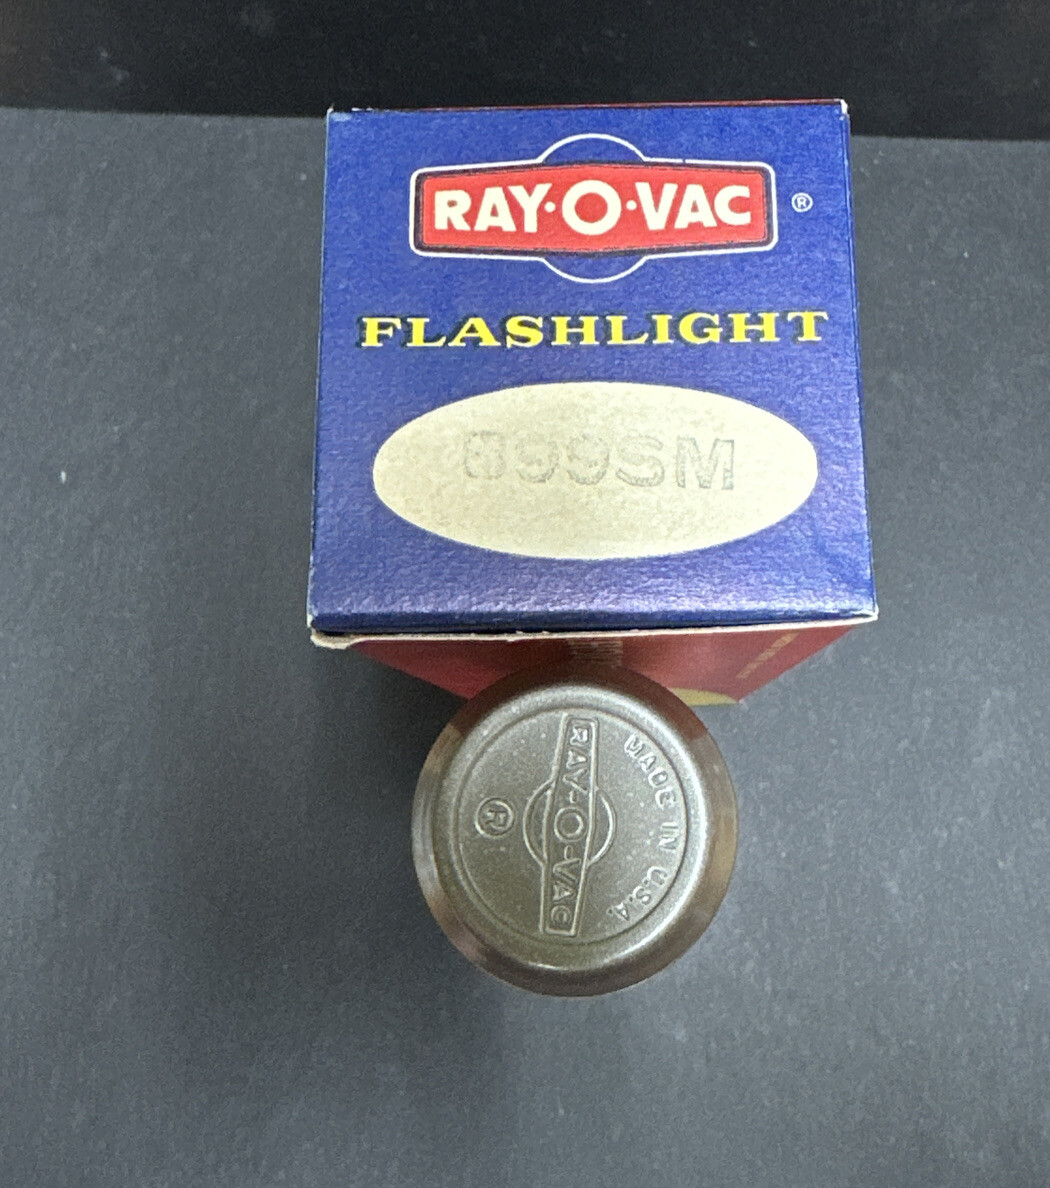 RAY·O·VAC ®
FLASHLIGHT
899SM
RAY-O-VAC
®
MADE IN U.S.A.